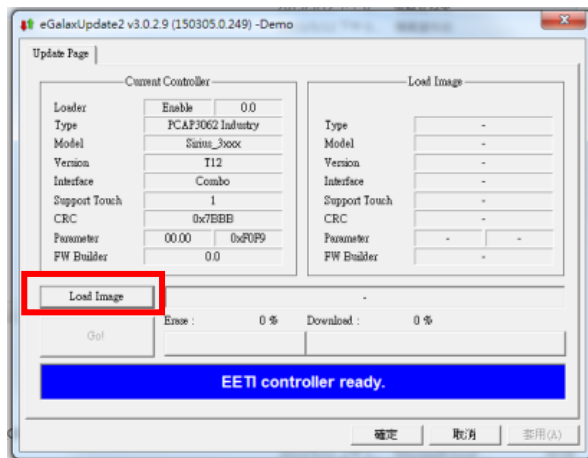 eGalaxUpdate2 v3.0.2.9 (150305.0.249) -Demo
Update Page
Current Controller
Loader Enable 0.0
Type PCAP3062 Industry
Model Sirius_3xxx
Version T12
Interface Combo
Support Touch 1
CRC 0x7BBB
Parameter 00.00 0xF0F9
FW Builder 0.0
Load Image
Type -
Model -
Version -
Interface -
Support Touch -
CRC -
Parameter - -
FW Builder -
Load Image -
Go!
Erase : 0 % Download : 0 %
EETI controller ready.
確定 取消 套用(A)